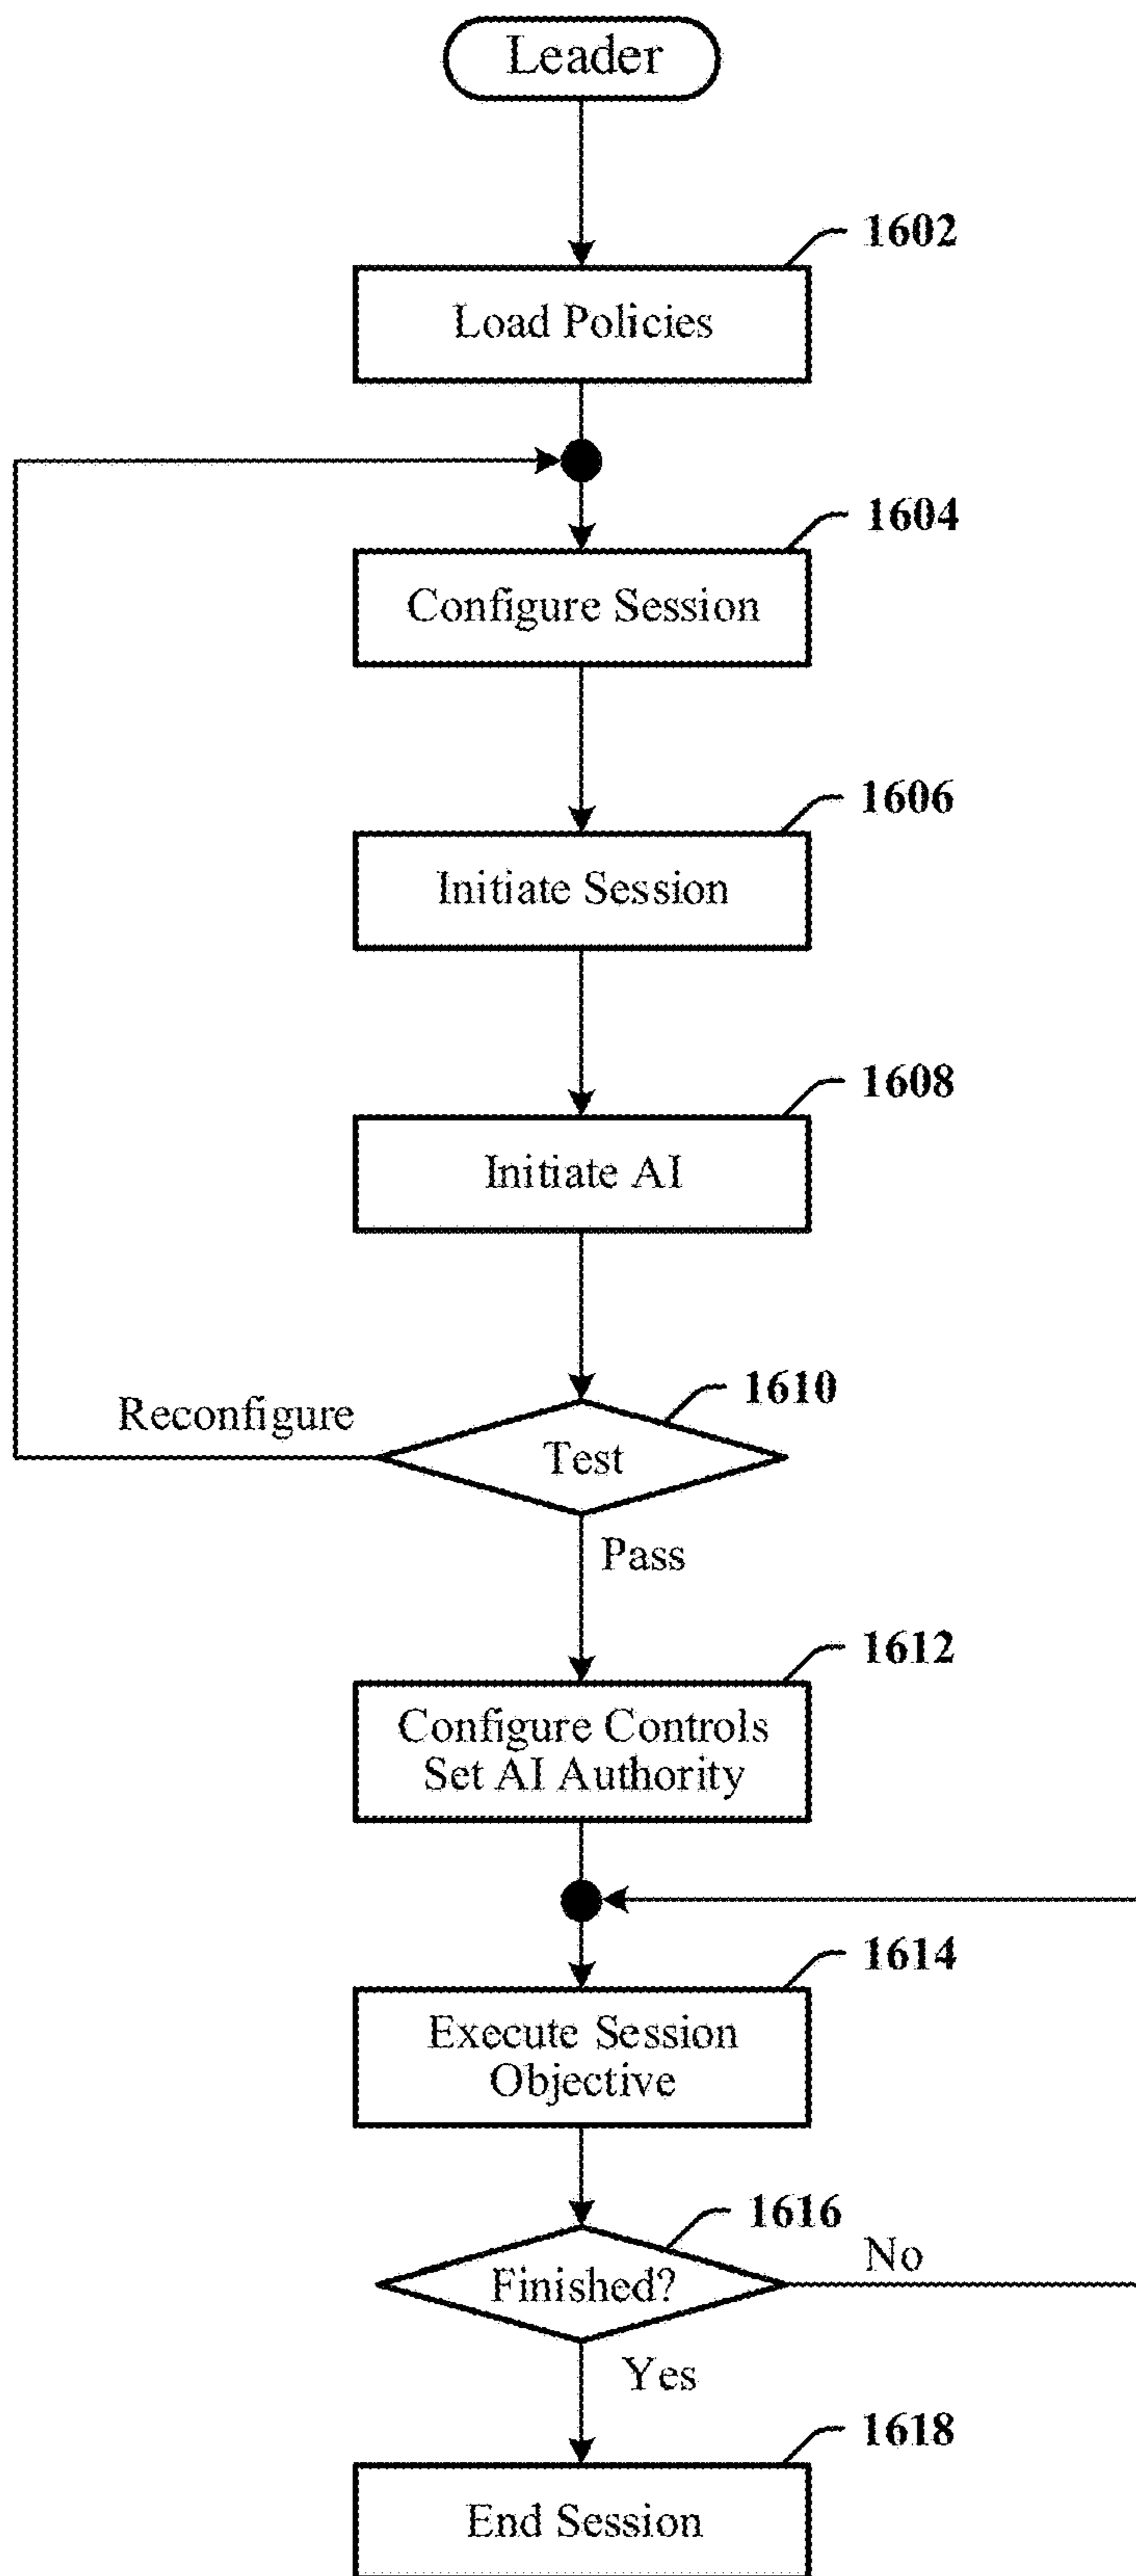 Leader
1602
Load Policies
1604
Configure Session
1606
Initiate Session
1608
Initiate AI
1610
Reconfigure
Test
Pass
1612
Configure Controls
Set AI Authority
1614
Execute Session
Objective
1616
No
Finished?
Yes
1618
End Session